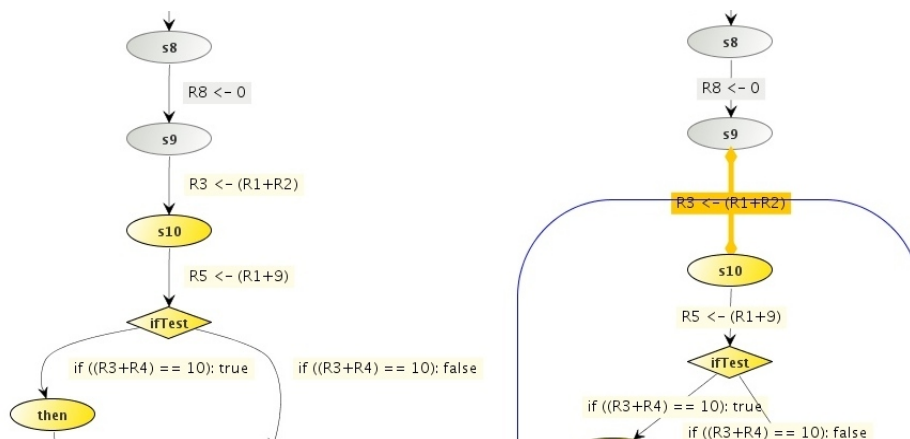 s8
R8 <- 0
s9
R3 <- (R1+R2)
s10
R5 <- (R1+9)
ifTest
if ((R3+R4) == 10): true
if ((R3+R4) == 10): false
then
s8
R8 <- 0
s9
R3 <- (R1+R2)
s10
R5 <- (R1+9)
ifTest
if ((R3+R4) == 10): true
if ((R3+R4) == 10): false